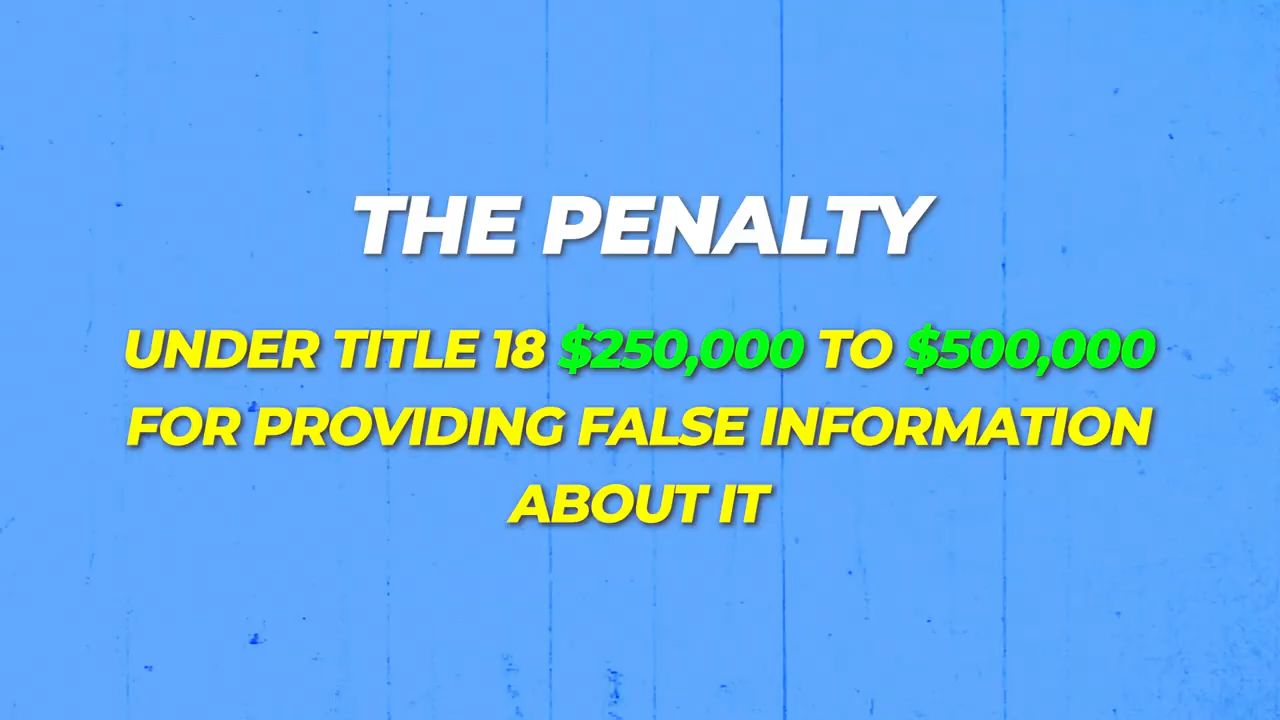 THE PENALTY
UNDER TITLE 18 $250,000 TO $500,000
FOR PROVIDING FALSE INFORMATION
ABOUT IT